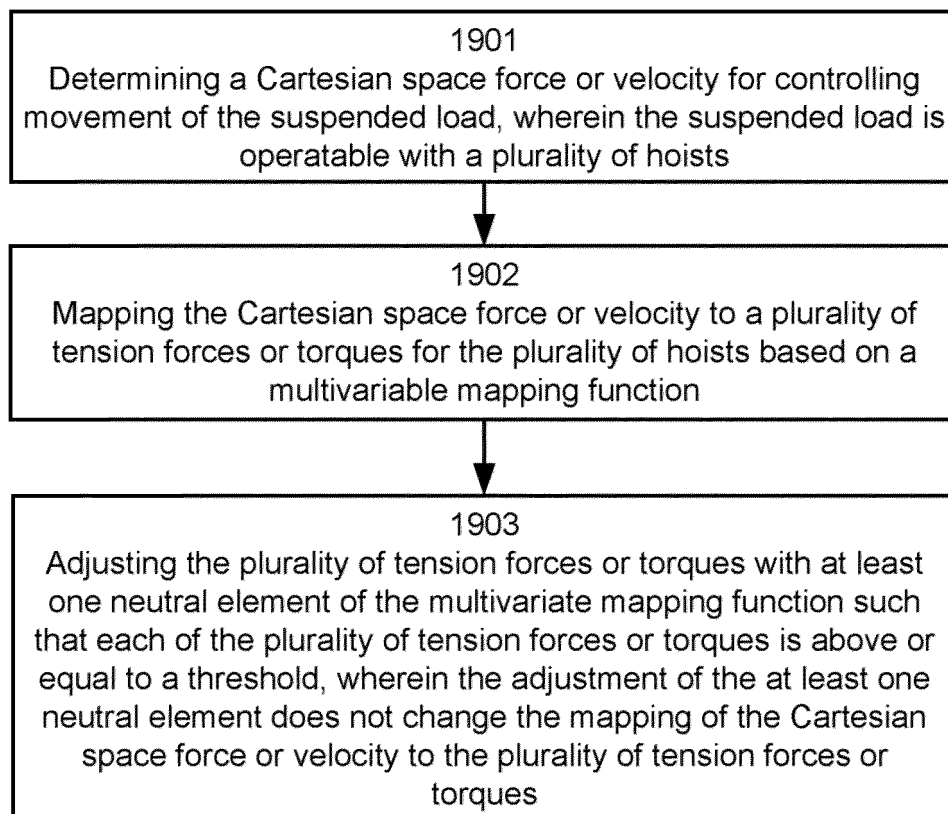 1901
Determining a Cartesian space force or velocity for controlling
movement of the suspended load, wherein the suspended load is
operatable with a plurality of hoists
1902
Mapping the Cartesian space force or velocity to a plurality of
tension forces or torques for the plurality of hoists based on a
multivariable mapping function
1903
Adjusting the plurality of tension forces or torques with at least
one neutral element of the multivariate mapping function such
that each of the plurality of tension forces or torques is above or
equal to a threshold, wherein the adjustment of the at least one
neutral element does not change the mapping of the Cartesian
space force or velocity to the plurality of tension forces or
torques